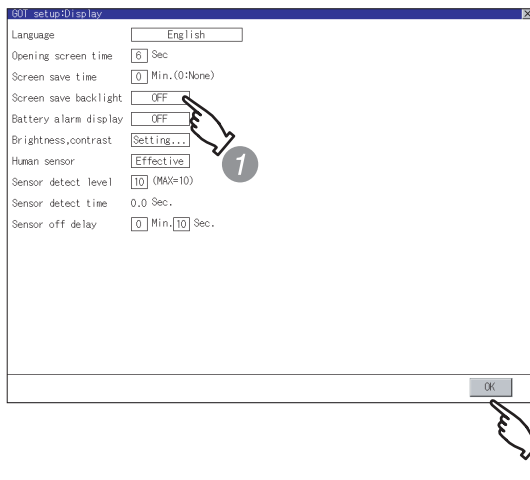 GOT setup:Display
Language English
Opening screen time 6 Sec
Screen save time 0 Min.(0:None)
Screen save backlight OFF
Battery alarm display OFF
Brightness,contrast Setting...
Human sensor Effective
1
Sensor detect level 10 (MAX=10)
Sensor detect time 0.0 Sec.
Sensor off delay 0 Min. 10 Sec.
OK